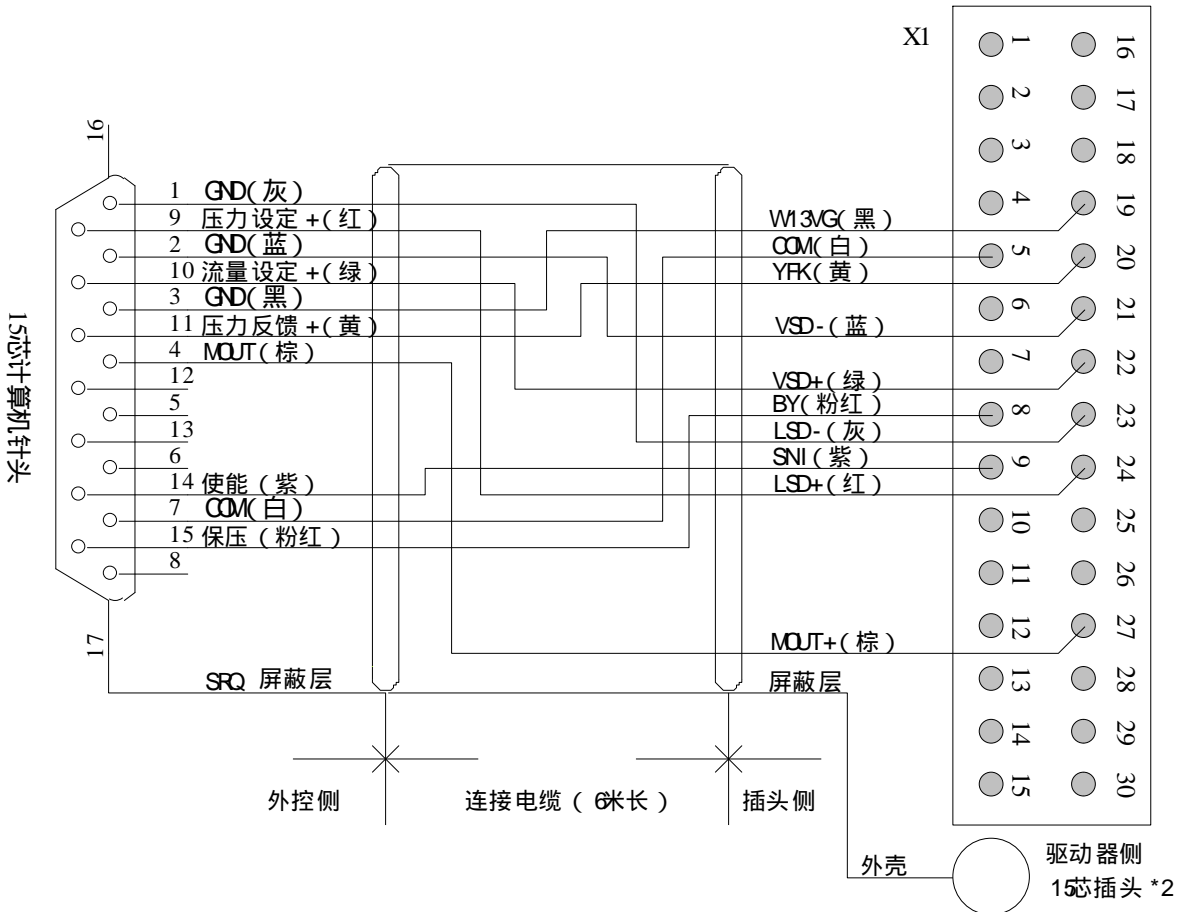 X1
1 16
2 17
3 18
4 19
5 20
6 21
7 22
8 23
9 24
10 25
11 26
12 27
13 28
14 29
15 30
16
1 GND(灰)
9 压力设定 +(红)
2 GND(蓝)
10 流量设定 +(绿)
3 GND(黑)
11 压力反馈 +(黄)
4 MOUT(棕)
12
5
13
6
14 使能(紫)
7 COM(白)
15 保压(粉红)
8
17
15芯计算机针头
SRQ 屏蔽层
W13VG(黑)
COM(白)
YFK(黄)
VSD-(蓝)
VSD+(绿)
BY(粉红)
LSD-(灰)
SNI(紫)
LSD+(红)
MOUT+(棕)
屏蔽层
外控侧
连接电缆(6米长)
插头侧
外壳
驱动器侧
15芯插头 *2